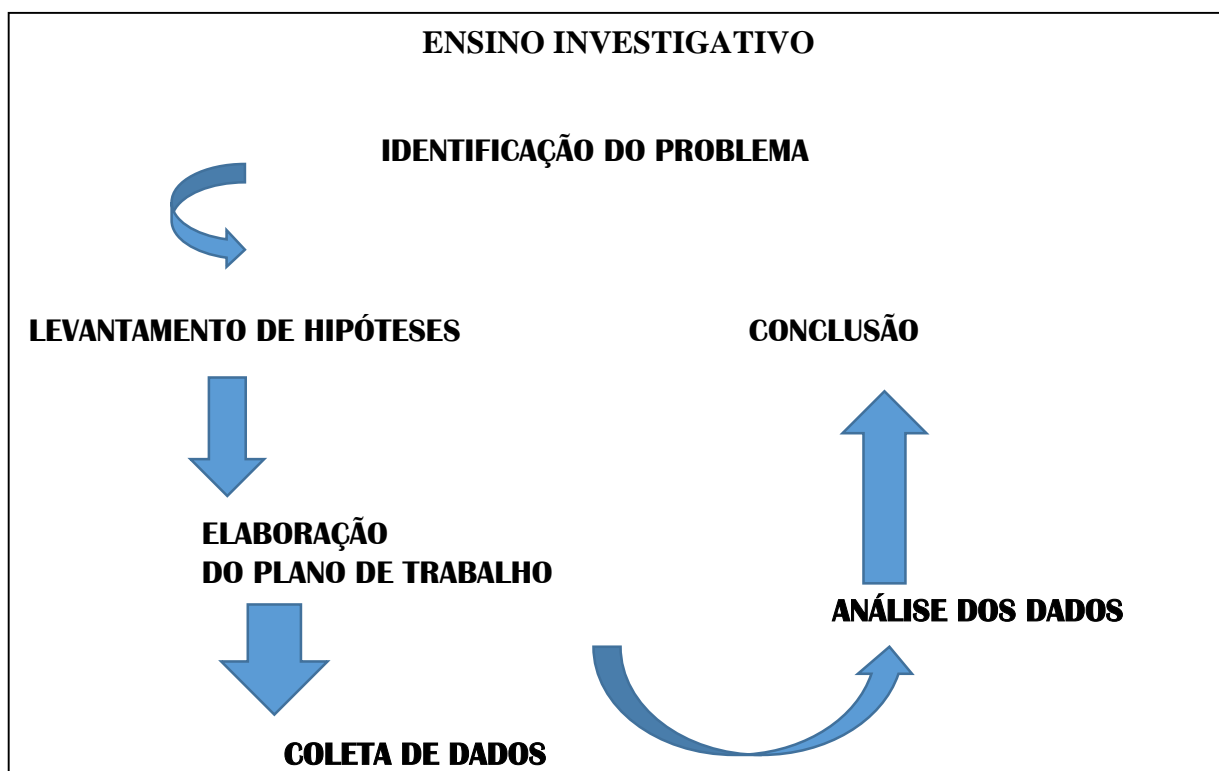 ENSINO INVESTIGATIVO
IDENTIFICAÇÃO DO PROBLEMA
LEVANTAMENTO DE HIPÓTESES
ELABORAÇÃO
DO PLANO DE TRABALHO
COLETA DE DADOS
ANÁLISE DOS DADOS
CONCLUSÃO